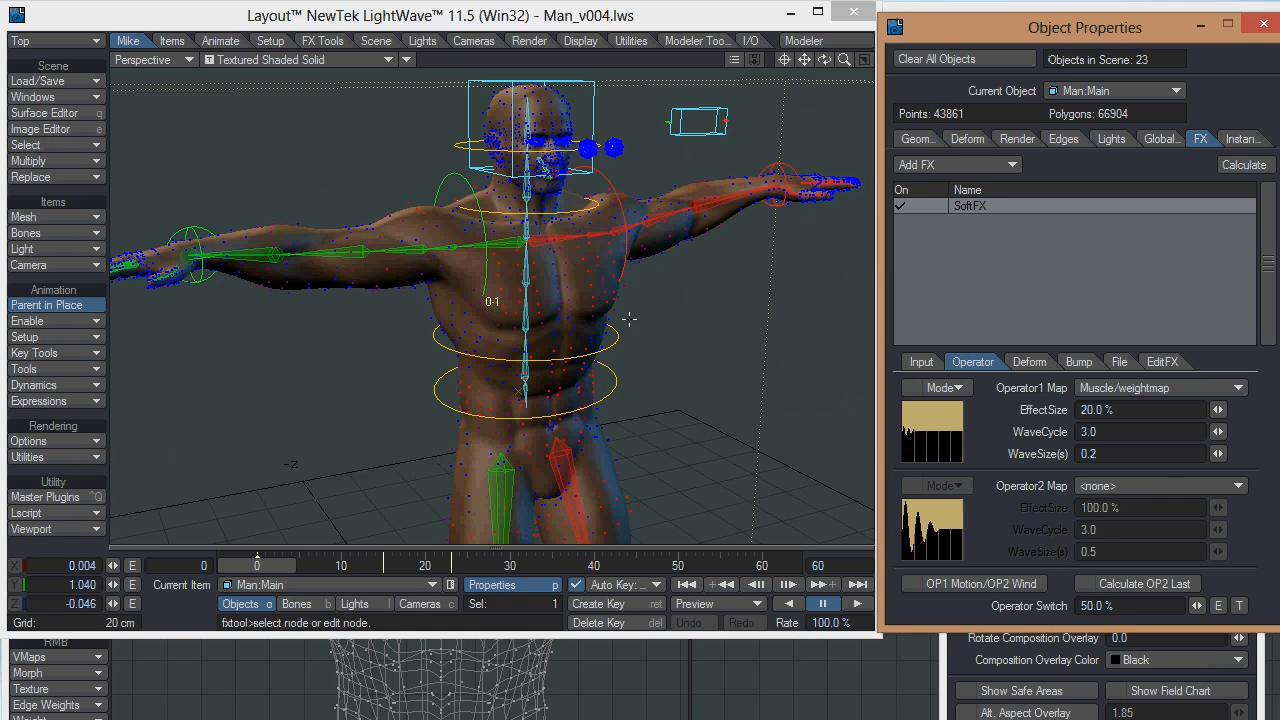 Layout™ NewTek LightWave™ 11.5 (Win32) - Man_v004.lws
Top
Mike Items Animate Setup FX Tools Scene Lights Cameras Render Display Utilities Modeler Too... I/O Modeler
Perspective T Textured Shaded Solid
Scene
Load/Save
Windows
Surface Editor q
Image Editor e
Select
Multiply
Replace
Items
Mesh
Bones
Light
Camera
Animation
Parent in Place
Enable
Setup
Key Tools
Tools
Dynamics
Expressions
Rendering
Options
Utilities
Utility
Master Plugins ^Q
Lscript
Viewport
0-1
-Z
X 0.004 E
Y 1.040 E
Z -0.046 E
Grid: 20 cm
0 0 10 20 30 40 50 60 60
Current Item Man:Main Properties p Auto Key: ...
Objects o Bones b Lights l Cameras c Sel: 1 Create Key ret Preview
fxtool>select node or edit node. Delete Key del Undo Redo Rate 100.0 %
Object Properties
Clear All Objects Objects in Scene: 23
Current Object Man:Main
Points: 43861 Polygons: 66904
Geom... Deform Render Edges Lights Global... FX Instan...
Add FX Calculate
On Name
SoftFX
Input Operator Deform Bump File EditFX
Mode Operator1 Map Muscle/weightmap
EffectSize 20.0 %
WaveCycle 3.0
WaveSize(s) 0.2
Mode Operator2 Map <none>
EffectSize 100.0 %
WaveCycle 3.0
WaveSize(s) 0.5
OP1 Motion/OP2 Wind Calculate OP2 Last
Operator Switch 50.0 % E T
RMB
VMaps
Morph
Texture
Edge Weights
Rotate Composition Overlay 0.0
Composition Overlay Color Black
Show Safe Areas Show Field Chart
Alt. Aspect Overlay 1.85